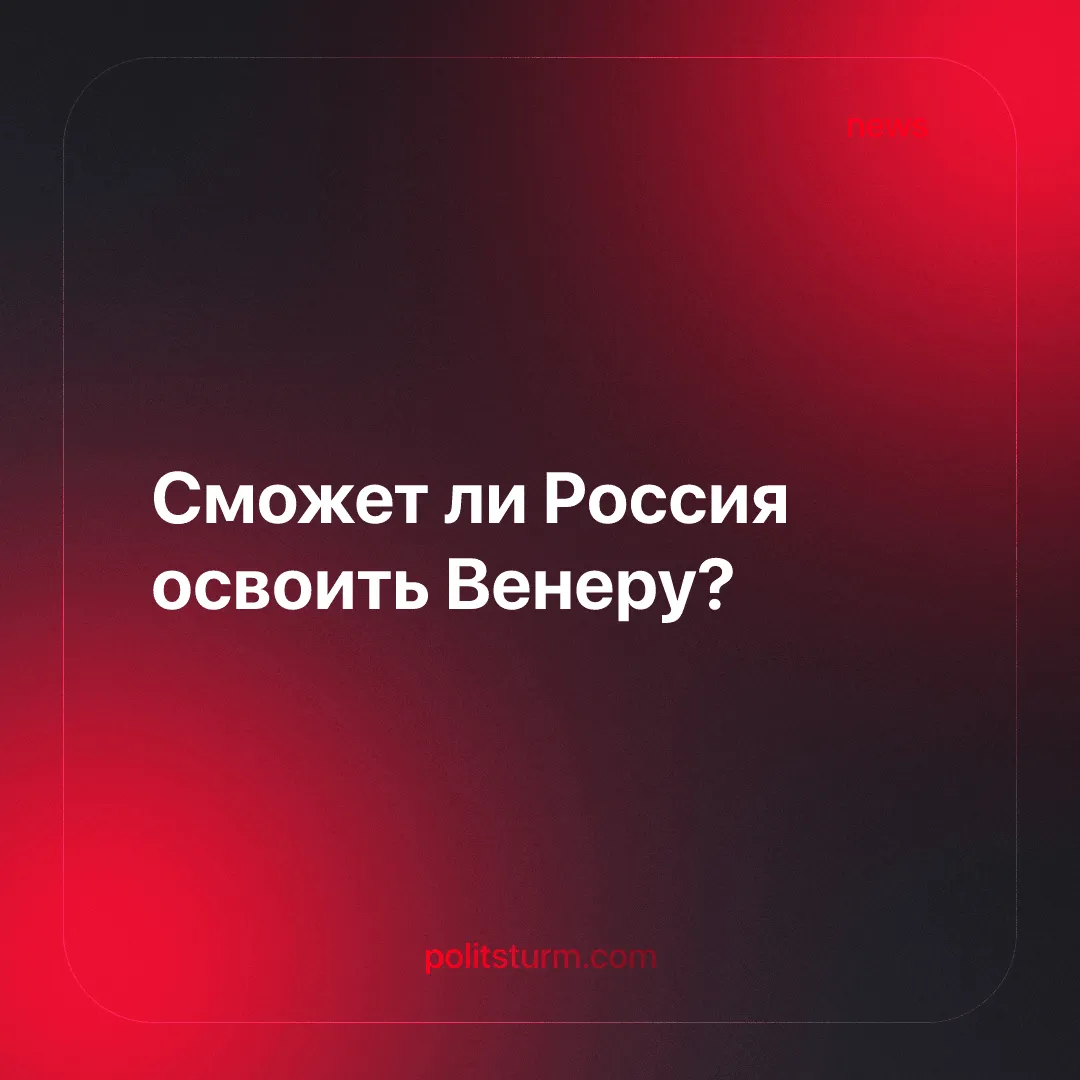 news
Сможет ли Россия
освоить Венеру?
politsturm.com